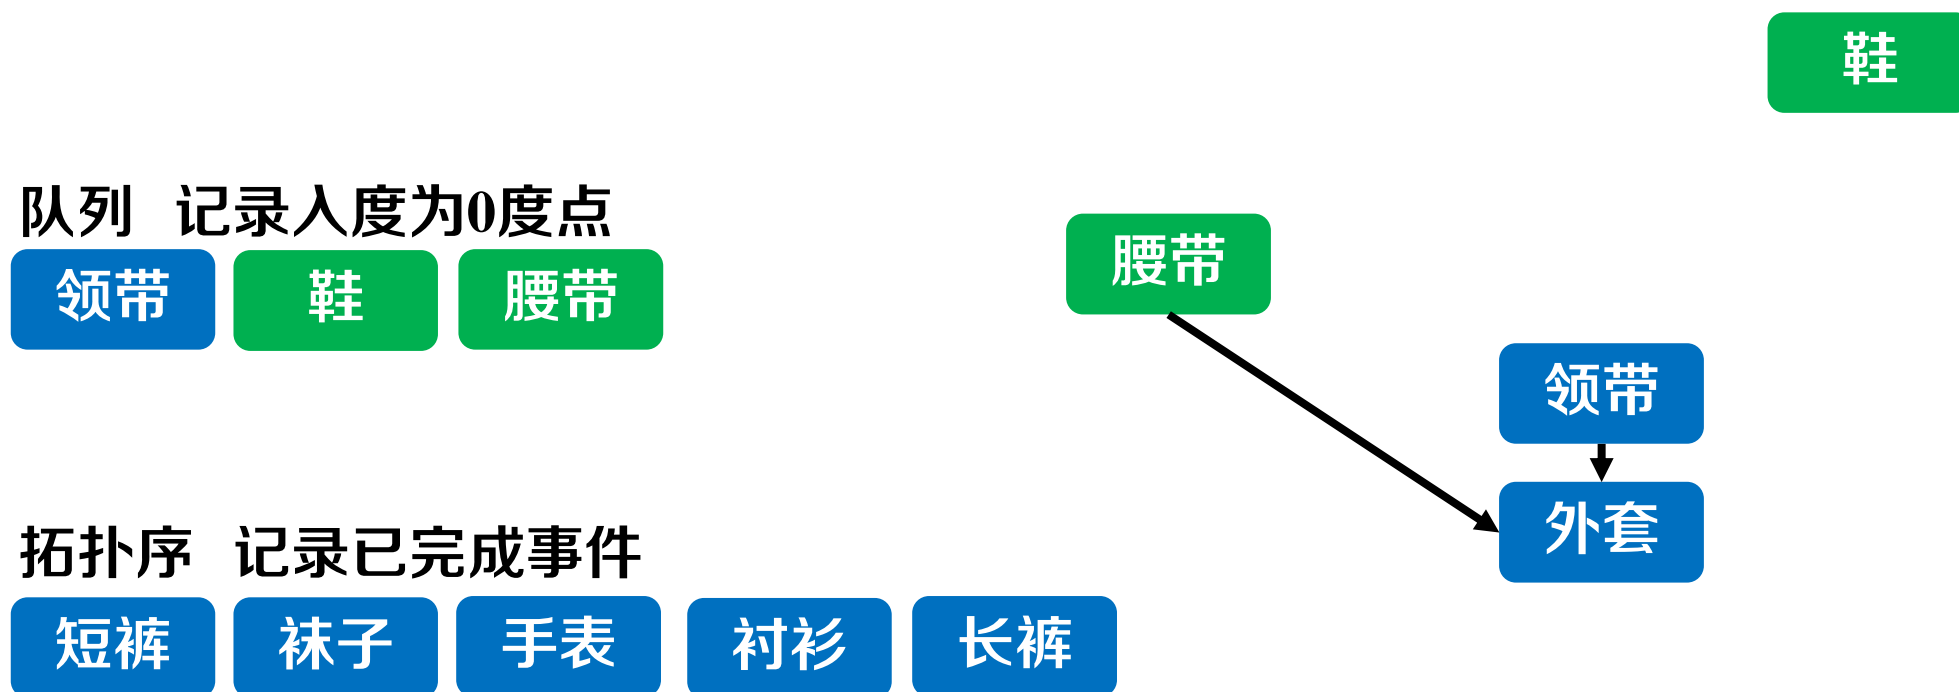 鞋
队列 记录入度为0度点
领带 鞋 腰带
腰带
领带
外套
拓扑序 记录已完成事件
短裤 袜子 手表 衬衫 长裤